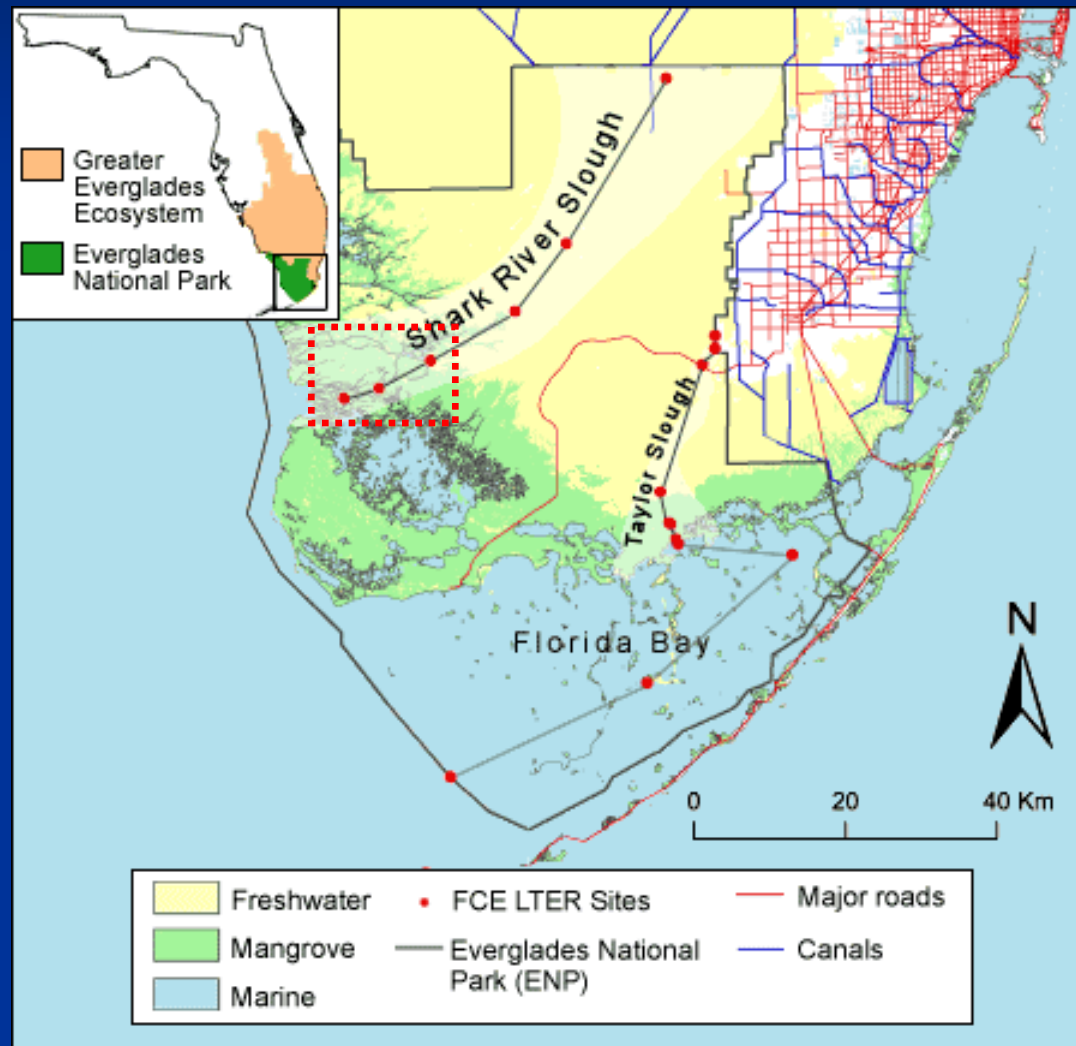 Greater
Everglades
Ecosystem
Everglades
National Park
Shark River Slough
Taylor Slough
Florida Bay
N
0 20 40 Km
Freshwater
FCE LTER Sites
Major roads
Mangrove
Everglades National
Park (ENP)
Canals
Marine